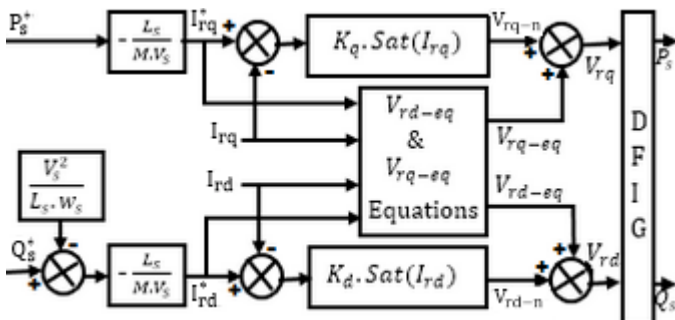 P_s^+
-L_s/M.V_s
I_rq^*
+
-
K_q.Sat(I_rq)
V_rq-n
+
+
V_rq
P_s
I_rq
V_rd-eq
&
V_rq-eq
Equations
V_rq-eq
V_rd-eq
I_rd
V_s^2/L_s.w_s
-
Q_s^+
+
-L_s/M.V_s
I_rd^*
-
+
K_d.Sat(I_rd)
V_rd-n
+
+
V_rd
Q_s
D
F
I
G